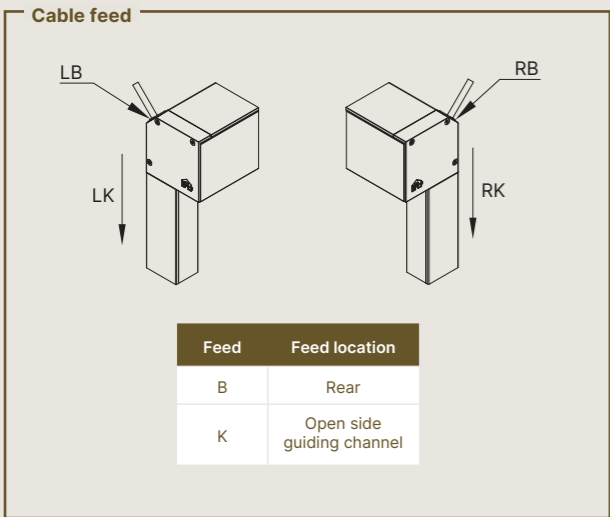 Cable feed
LB
RB
LK
RK
Feed Feed location
B Rear
K Open side
guiding channel